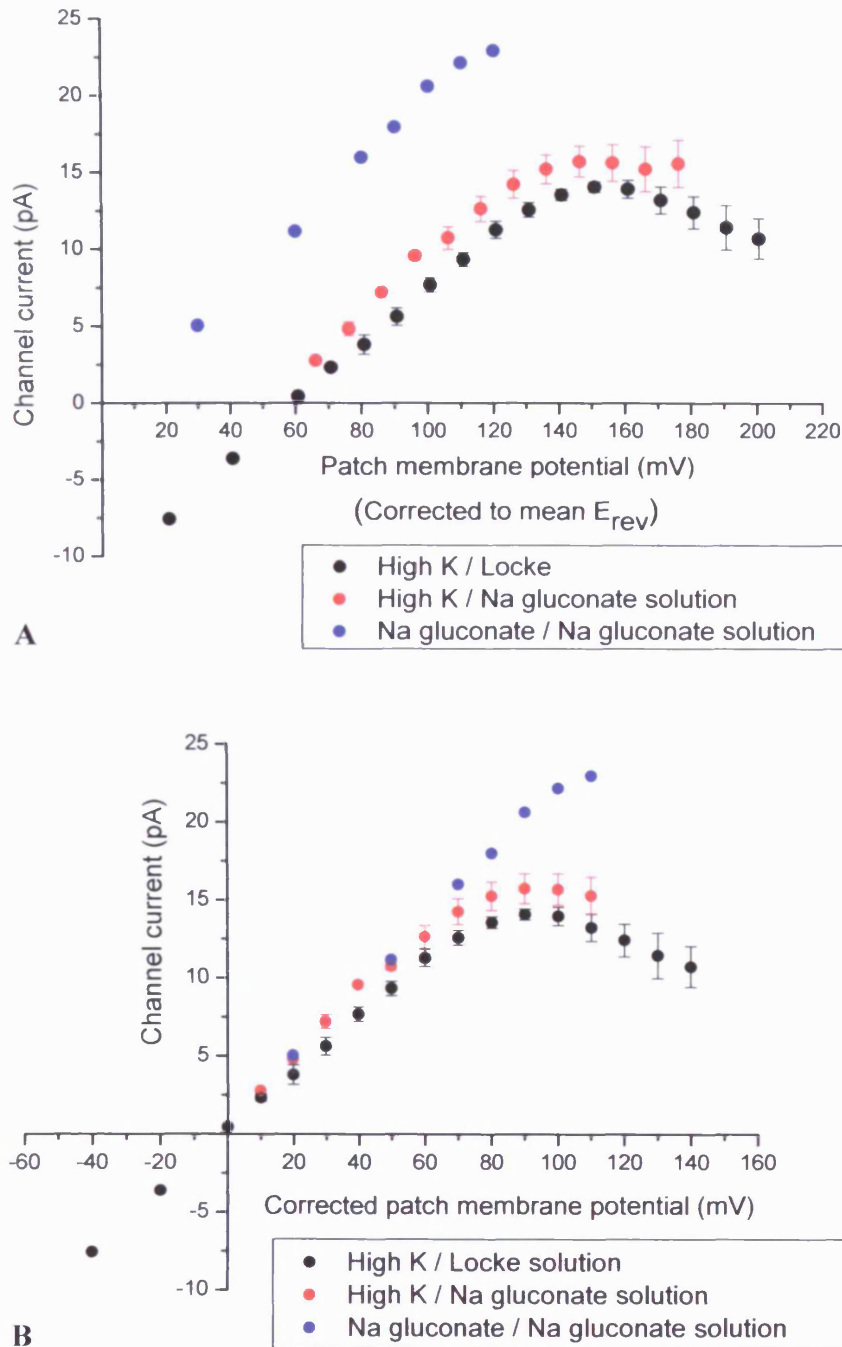 25
20
15
10
5
0
-5
-10
Channel current (pA)
20 40 60 80 100 120 140 160 180 200 220
Patch membrane potential (mV)
(Corrected to mean Erev)
High K / Locke
High K / Na gluconate solution
Na gluconate / Na gluconate solution
A
25
20
15
10
5
-5
-10
Channel current (pA)
-60 -40 -20 20 40 60 80 100 120 140 160
Corrected patch membrane potential (mV)
High K / Locke solution
High K / Na gluconate solution
Na gluconate / Na gluconate solution
B